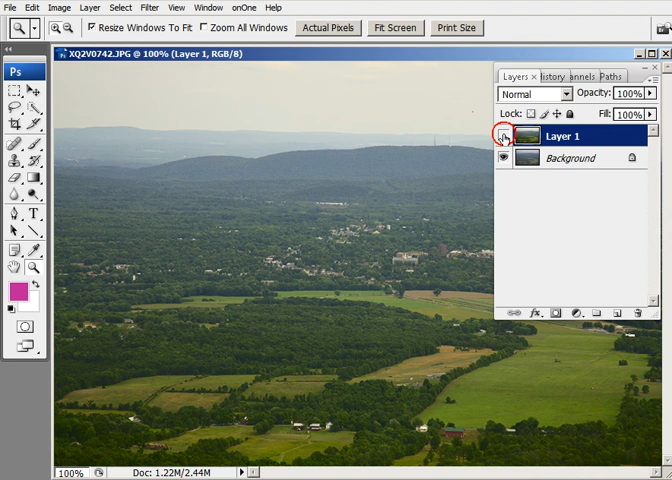 File Edit Image Layer Select Filter View Window onOne Help
Resize Windows To Fit Zoom All Windows Actual Pixels Fit Screen Print Size
Ps
XQ2V0742.JPG @ 100% (Layer 1, RGB/8)
Layers × History annels Paths
Normal Opacity: 100%
Lock: Fill: 100%
Layer 1
Background
T
fx.
100% Doc: 1.22M/2.44M